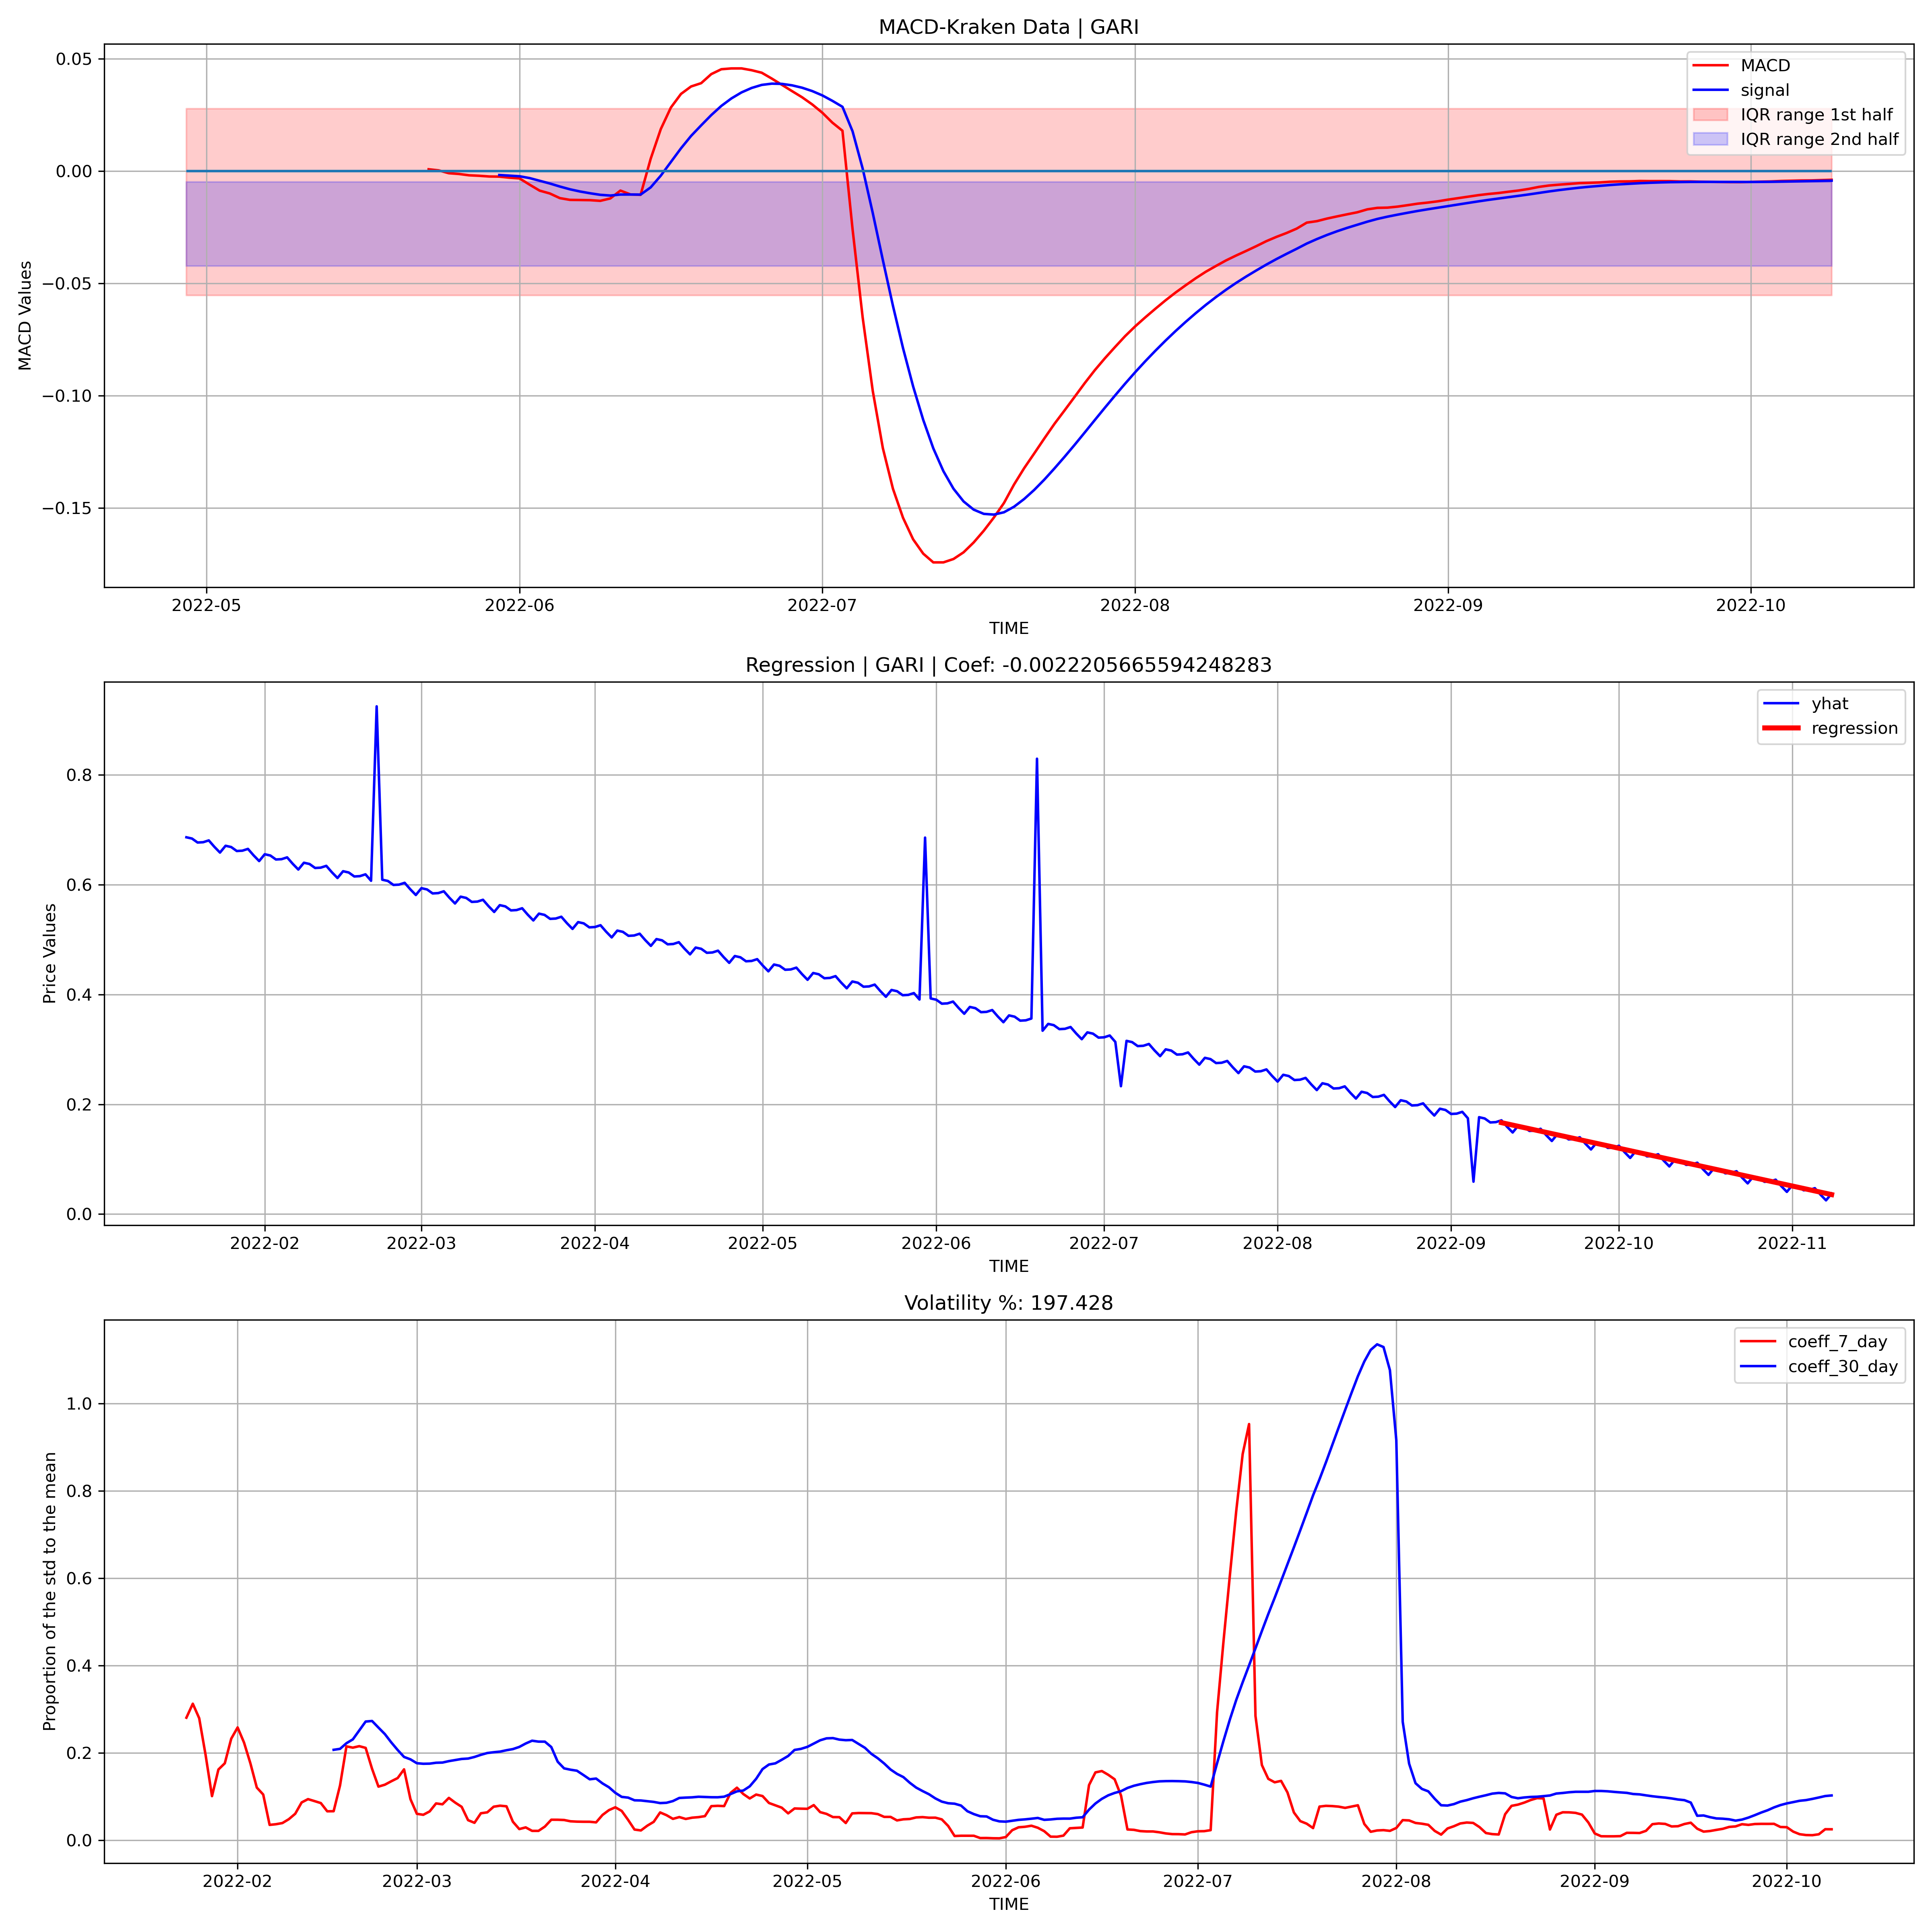 MACD-Kraken Data | GARI
MACD Values
0.05
0.00
−0.05
−0.10
−0.15
MACD
signal
IQR range 1st half
IQR range 2nd half
2022-05 2022-06 2022-07 2022-08 2022-09 2022-10
TIME
Regression | GARI | Coef: -0.0022205665594248283
Price Values
0.8
0.6
0.4
0.2
0.0
yhat
regression
2022-02 2022-03 2022-04 2022-05 2022-06 2022-07 2022-08 2022-09 2022-10 2022-11
TIME
Volatility %: 197.428
Proportion of the std to the mean
1.0
0.8
0.6
0.4
0.2
0.0
coeff_7_day
coeff_30_day
2022-02 2022-03 2022-04 2022-05 2022-06 2022-07 2022-08 2022-09 2022-10
TIME